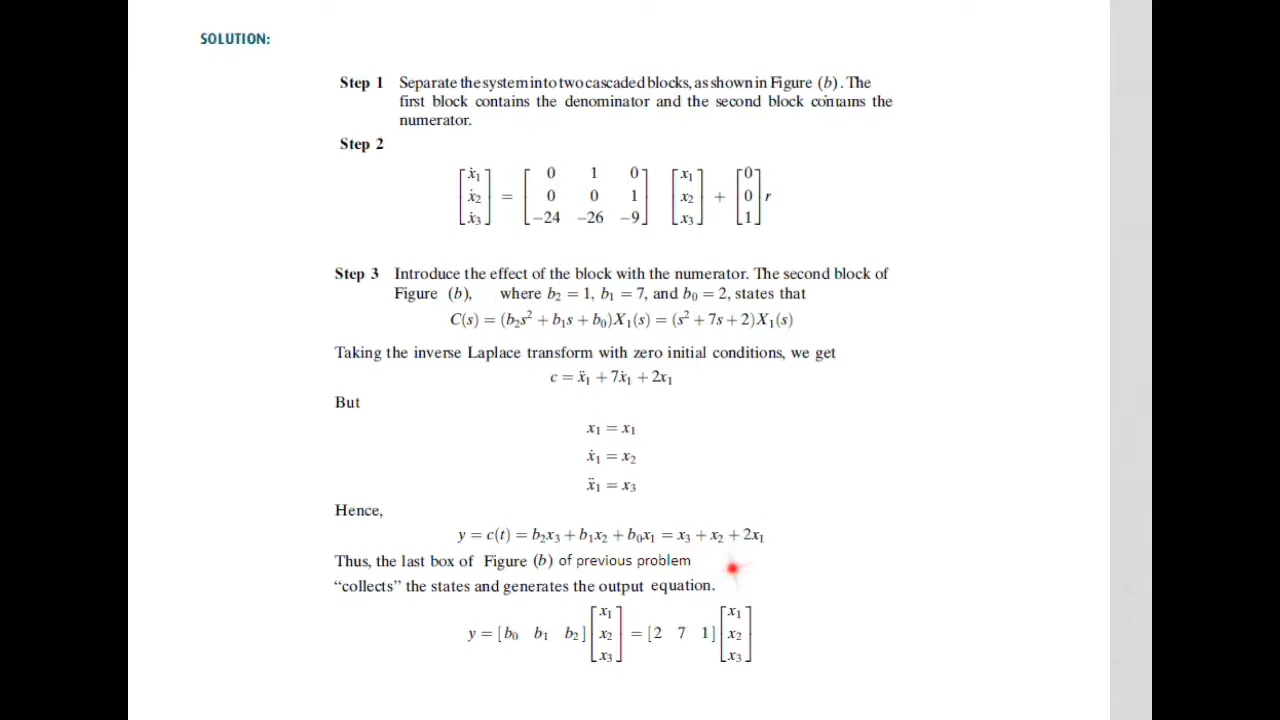 SOLUTION:
Step 1 Separate the system into two cascaded blocks, as shown in Figure (b). The
first block contains the denominator and the second block contains the
numerator.
Step 2
[ẋ1 ẋ2 ẋ3] = [0 1 0; 0 0 1; −24 −26 −9] [x1 x2 x3] + [0 0 1] r
Step 3 Introduce the effect of the block with the numerator. The second block of
Figure (b), where b2 = 1, b1 = 7, and b0 = 2, states that
C(s) = (b2s² + b1s + b0)X1(s) = (s² + 7s + 2)X1(s)
Taking the inverse Laplace transform with zero initial conditions, we get
c = ẍ1 + 7ẋ1 + 2x1
But
x1 = x1
ẋ1 = x2
ẍ1 = x3
Hence,
y = c(t) = b2x3 + b1x2 + b0x1 = x3 + x2 + 2x1
Thus, the last box of Figure (b) of previous problem
“collects” the states and generates the output equation.
y = [b0 b1 b2] [x1 x2 x3] = [2 7 1] [x1 x2 x3]